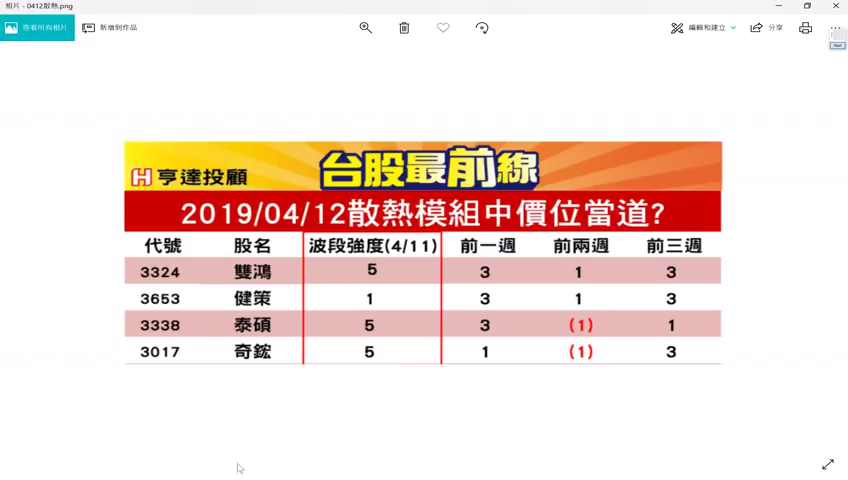 相片 - 0412散熱.png
查看所有相片 新增到作品 編輯和建立 分享
亨達投顧 台股最前線
2019/04/12散熱模組中價位當道?
代號 股名 波段強度(4/11) 前一週 前兩週 前三週
3324 雙鴻 5 3 1 3
3653 健策 1 3 1 3
3338 泰碩 5 3 (1) 1
3017 奇鋐 5 1 (1) 3